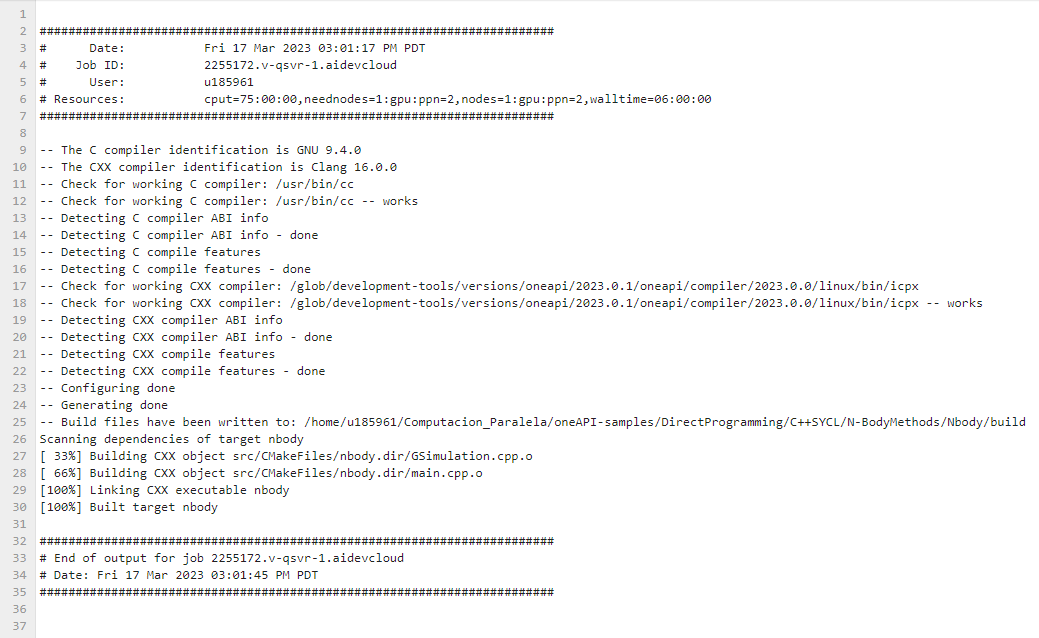 1
2 ########################################################################
3 #      Date:           Fri 17 Mar 2023 03:01:17 PM PDT
4 #    Job ID:           2255172.v-qsvr-1.aidevcloud
5 #      User:           u185961
6 # Resources:           cput=75:00:00,neednodes=1:gpu:ppn=2,nodes=1:gpu:ppn=2,walltime=06:00:00
7 ########################################################################
8
9 -- The C compiler identification is GNU 9.4.0
10 -- The CXX compiler identification is Clang 16.0.0
11 -- Check for working C compiler: /usr/bin/cc
12 -- Check for working C compiler: /usr/bin/cc -- works
13 -- Detecting C compiler ABI info
14 -- Detecting C compiler ABI info - done
15 -- Detecting C compile features
16 -- Detecting C compile features - done
17 -- Check for working CXX compiler: /glob/development-tools/versions/oneapi/2023.0.1/oneapi/compiler/2023.0.0/linux/bin/icpx
18 -- Check for working CXX compiler: /glob/development-tools/versions/oneapi/2023.0.1/oneapi/compiler/2023.0.0/linux/bin/icpx -- works
19 -- Detecting CXX compiler ABI info
20 -- Detecting CXX compiler ABI info - done
21 -- Detecting CXX compile features
22 -- Detecting CXX compile features - done
23 -- Configuring done
24 -- Generating done
25 -- Build files have been written to: /home/u185961/Computacion_Paralela/oneAPI-samples/DirectProgramming/C++SYCL/N-BodyMethods/Nbody/build
26 Scanning dependencies of target nbody
27 [ 33%] Building CXX object src/CMakeFiles/nbody.dir/GSimulation.cpp.o
28 [ 66%] Building CXX object src/CMakeFiles/nbody.dir/main.cpp.o
29 [100%] Linking CXX executable nbody
30 [100%] Built target nbody
31
32 ########################################################################
33 # End of output for job 2255172.v-qsvr-1.aidevcloud
34 # Date: Fri 17 Mar 2023 03:01:45 PM PDT
35 ########################################################################
36
37